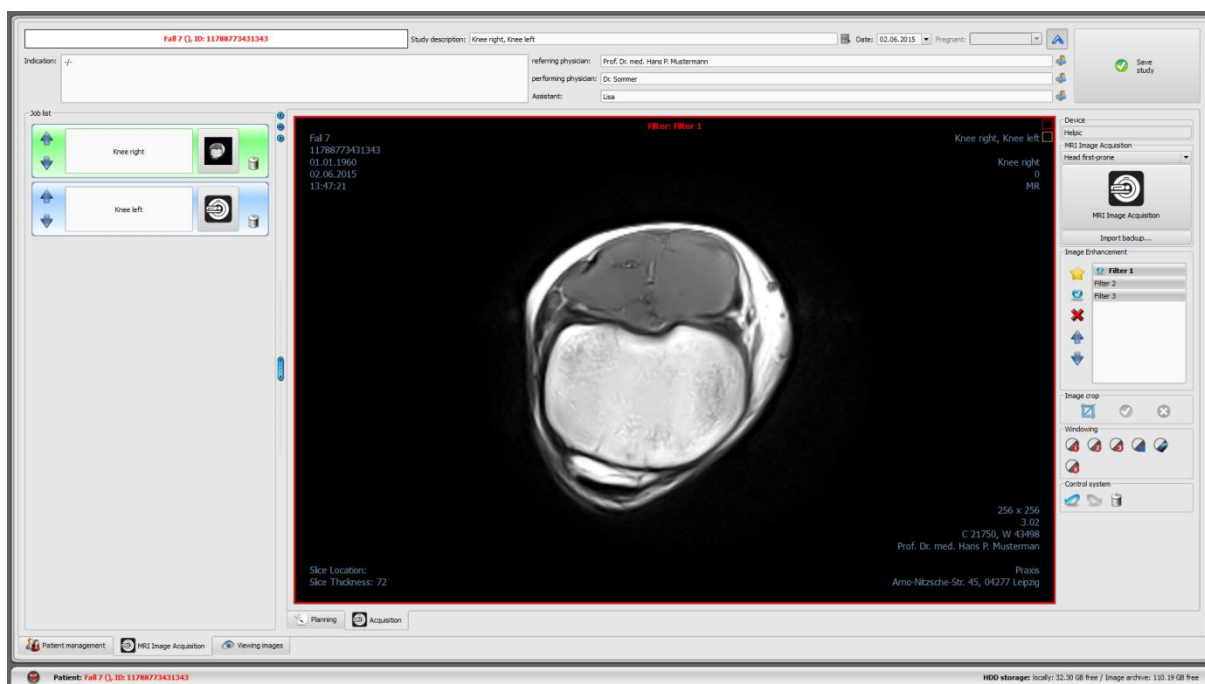 Fall 7 (), ID: 11788773431343
Study description: Knee right, Knee left
Date: 02.06.2015
Pregnant:
Indication: -/-
referring physician: Prof. Dr. med. Hans P. Mustermann
performing physician: Dr. Sommer
Assistant: Lisa
Save study
Job list
Knee right
Knee left
Filter: Filter 1
Fall 7
11788773431343
01.01.1960
02.06.2015
13:47:21
Knee right, Knee left
Knee right
0
MR
256 x 256
3.02
C 21750, W 43498
Prof. Dr. med. Hans P. Musterman
Praxis
Arno-Nitzsche-Str. 45, 04277 Leipzig
Slice Location:
Slice Thickness: 72
Device
Helpic
MRI Image Acquisition
Head first-prone
MRI Image Acquisition
Import backup...
Image Enhancement
Filter 1
Filter 2
Filter 3
Image crop
Windowing
Control system
Planning
Acquisition
Patient management
MRI Image Acquisition
Viewing images
Patient: Fall 7 (), ID: 11788773431343
HDD storage: locally: 32.30 GB free / Image archive: 110.19 GB free